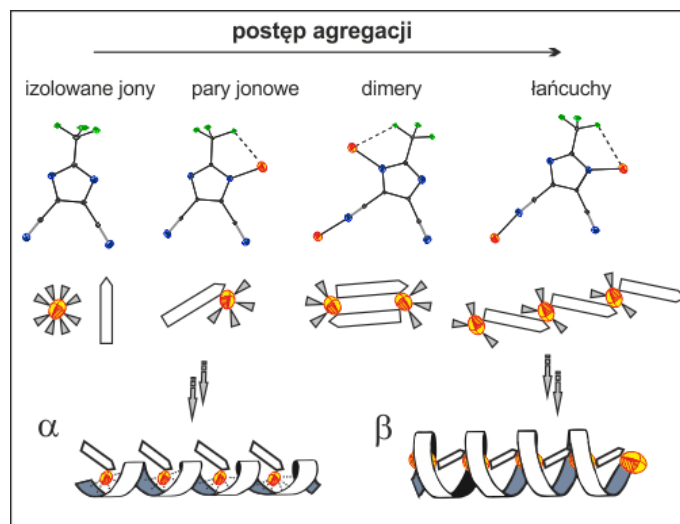 postęp agregacji
izolowane jony pary jonowe dimery łańcuchy
α β